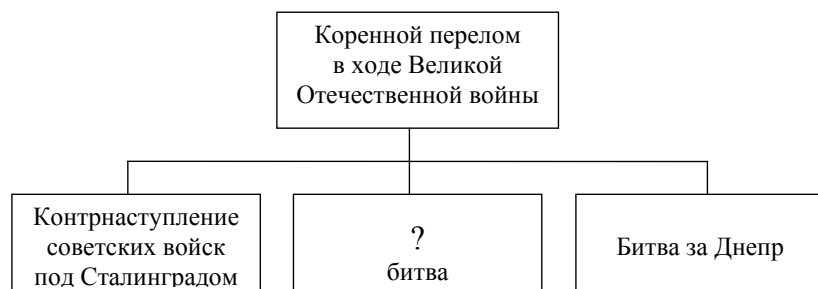 Коренной перелом
в ходе Великой
Отечественной войны
Контрнаступление
советских войск
под Сталинградом
?
битва
Битва за Днепр